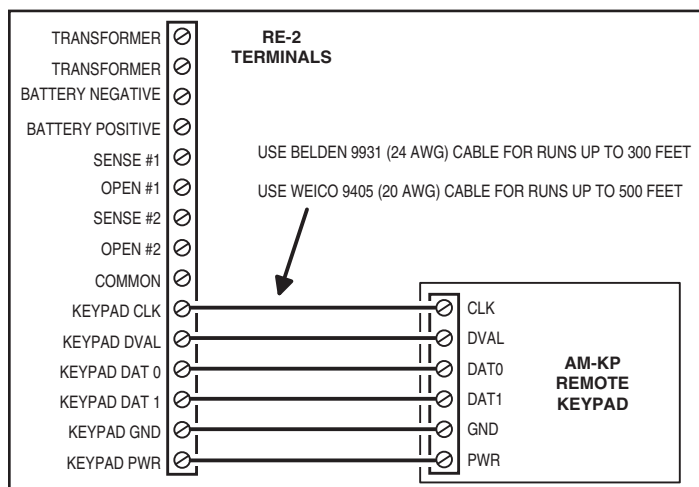 RE-2
TERMINALS
TRANSFORMER
TRANSFORMER
BATTERY NEGATIVE
BATTERY POSITIVE
SENSE #1
OPEN #1
SENSE #2
OPEN #2
COMMON
KEYPAD CLK
KEYPAD DVAL
KEYPAD DAT 0
KEYPAD DAT 1
KEYPAD GND
KEYPAD PWR
USE BELDEN 9931 (24 AWG) CABLE FOR RUNS UP TO 300 FEET
USE WEICO 9405 (20 AWG) CABLE FOR RUNS UP TO 500 FEET
CLK
DVAL
DAT0
DAT1
GND
PWR
AM-KP
REMOTE
KEYPAD